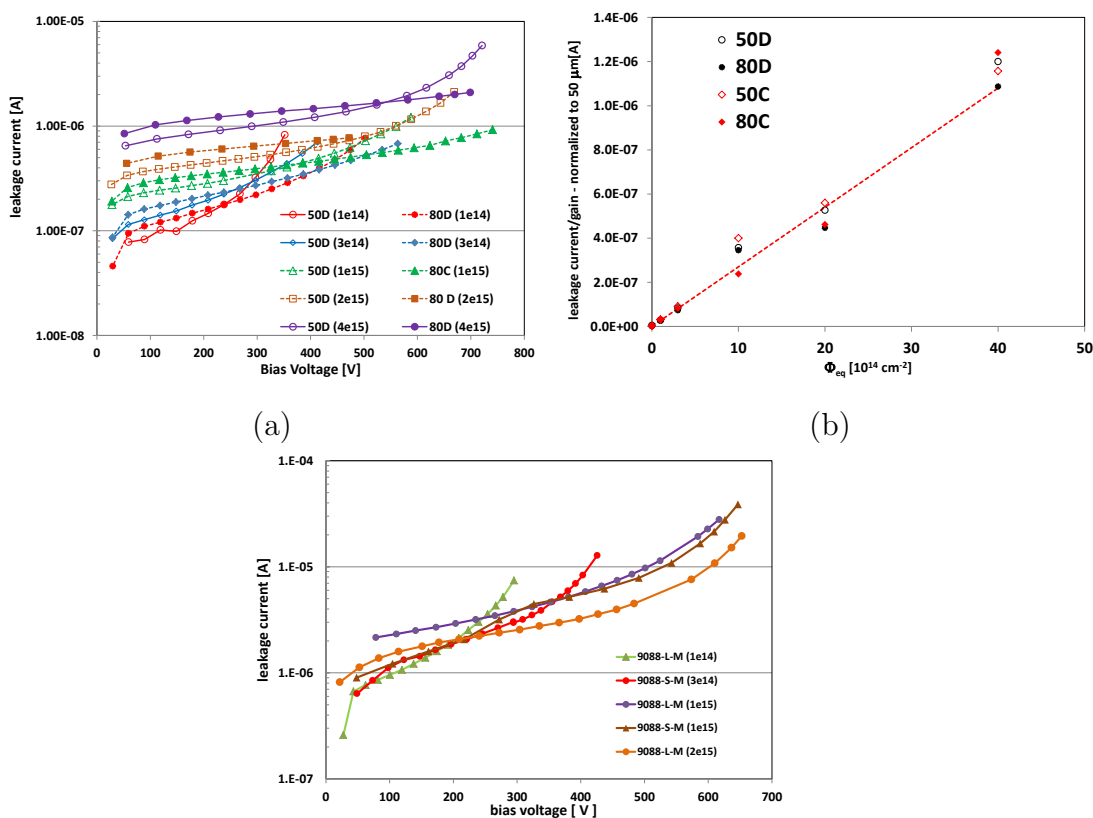 1.00E-05
1.00E-06
1.00E-07
1.00E-08
leakage current [A]
50D (1e14) 80D (1e14)
50D (3e14) 80D (3e14)
50D (1e15) 80C (1e15)
50D (2e15) 80 D (2e15)
50D (4e15) 80D (4e15)
0 100 200 300 400 500 600 700 800
Bias Voltage [V]
1.4E-06
1.2E-06
1.0E-06
8.0E-07
6.0E-07
4.0E-07
2.0E-07
0.0E+00
leakage current/gain - normalized to 50 μm[A]
50D
80D
50C
80C
0 10 20 30 40 50
Φeq [10¹⁴ cm⁻²]
(a)
(b)
1.E-04
1.E-05
1.E-06
1.E-07
leakage current [A]
9088-L-M (1e14)
9088-S-M (3e14)
9088-L-M (1e15)
9088-S-M (1e15)
9088-L-M (2e15)
0 100 200 300 400 500 600 700
bias voltage [ V ]